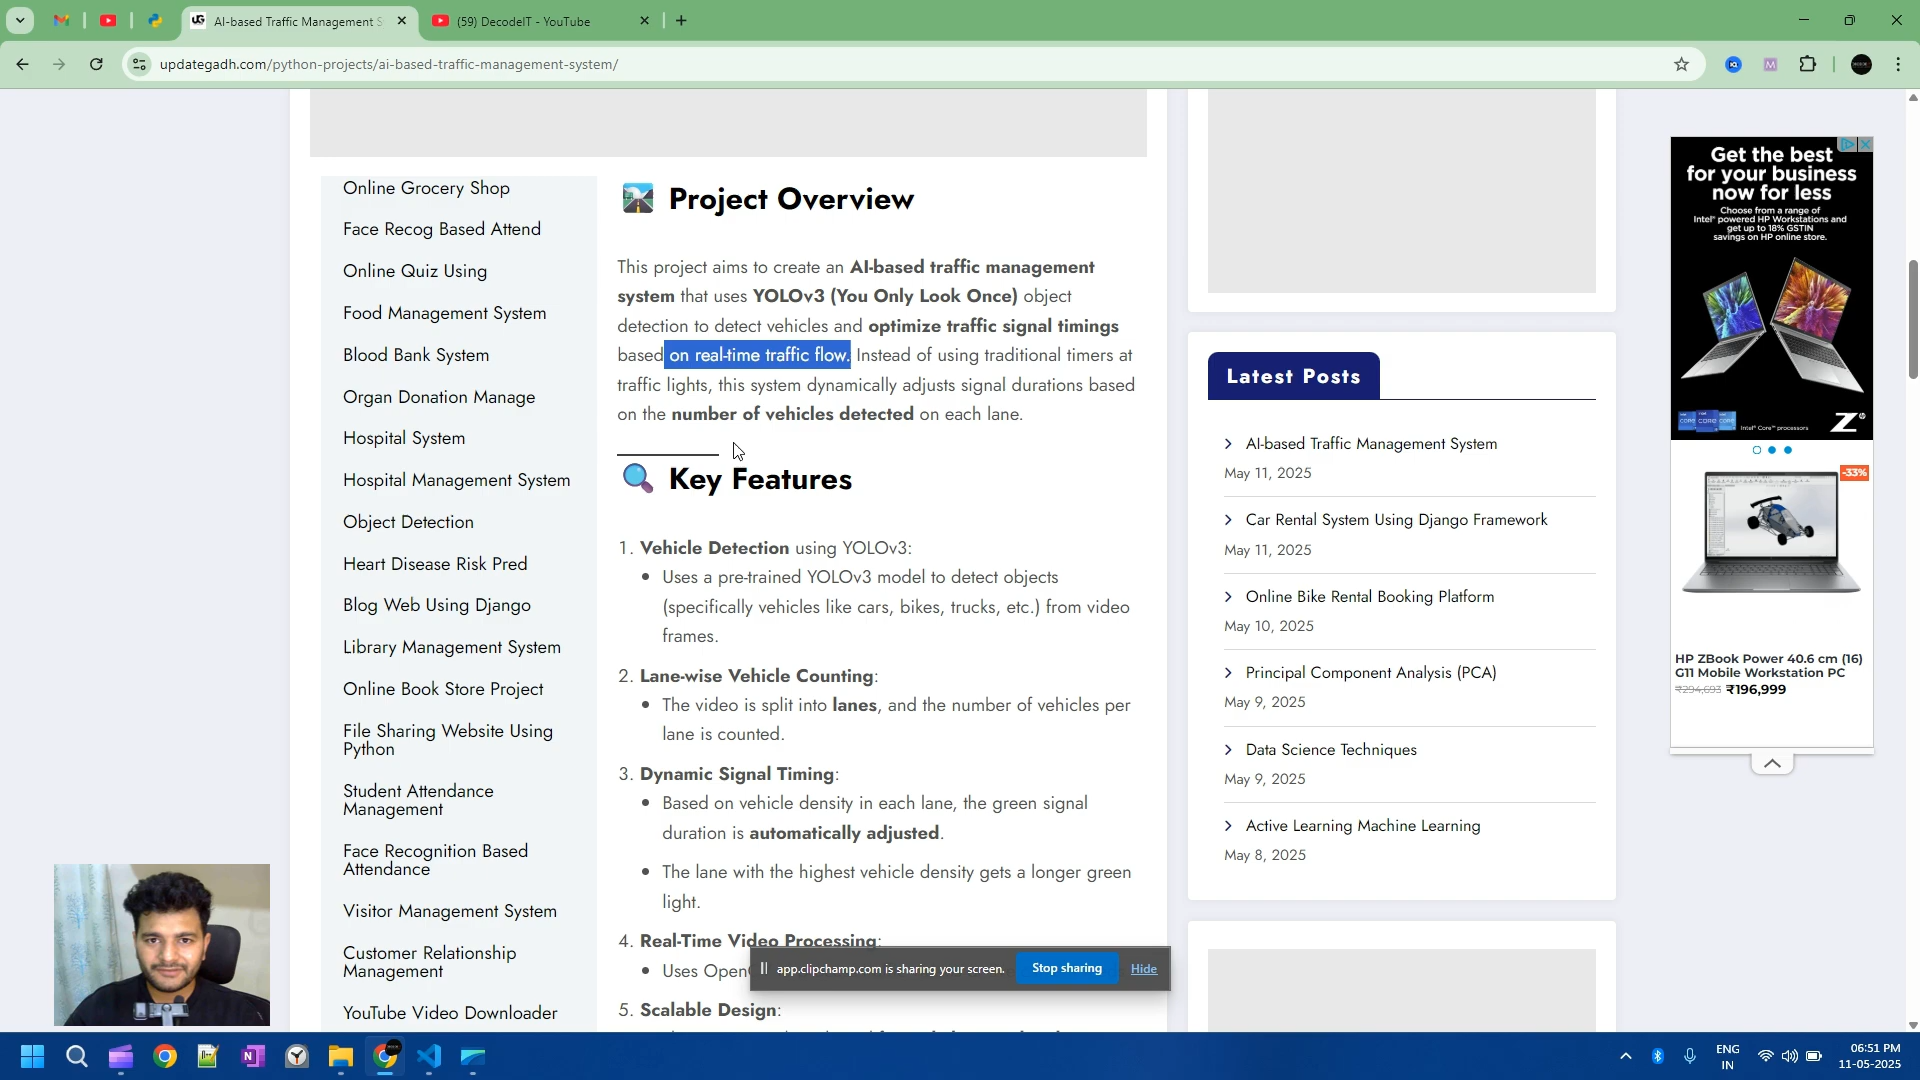 AI-based Traffic Management S
(59) DecodeIT - YouTube
updategadh.com/python-projects/ai-based-traffic-management-system/
Online Grocery Shop
Face Recog Based Attend
Online Quiz Using
Food Management System
Blood Bank System
Organ Donation Manage
Hospital System
Hospital Management System
Object Detection
Heart Disease Risk Pred
Blog Web Using Django
Library Management System
Online Book Store Project
File Sharing Website Using
Python
Student Attendance
Management
Face Recognition Based
Attendance
Visitor Management System
Customer Relationship
Management
YouTube Video Downloader
Project Overview
This project aims to create an AI-based traffic management
system that uses YOLOv3 (You Only Look Once) object
detection to detect vehicles and optimize traffic signal timings
based on real-time traffic flow. Instead of using traditional timers at
traffic lights, this system dynamically adjusts signal durations based
on the number of vehicles detected on each lane.
Key Features
1. Vehicle Detection using YOLOv3:
• Uses a pre-trained YOLOv3 model to detect objects
(specifically vehicles like cars, bikes, trucks, etc.) from video
frames.
2. Lane-wise Vehicle Counting:
• The video is split into lanes, and the number of vehicles per
lane is counted.
3. Dynamic Signal Timing:
• Based on vehicle density in each lane, the green signal
duration is automatically adjusted.
• The lane with the highest vehicle density gets a longer green
light.
4. Real-Time Video Processing:
• Uses Open
5. Scalable Design:
app.clipchamp.com is sharing your screen.
Stop sharing
Hide
Latest Posts
AI-based Traffic Management System
May 11, 2025
Car Rental System Using Django Framework
May 11, 2025
Online Bike Rental Booking Platform
May 10, 2025
Principal Component Analysis (PCA)
May 9, 2025
Data Science Techniques
May 9, 2025
Active Learning Machine Learning
May 8, 2025
Get the best
for your business
now for less
Choose from a range of
Intel® powered HP Workstations and
get up to 18% GSTIN
savings on HP online store.
Intel® Core™ processors
Z
-33%
HP ZBook Power 40.6 cm (16)
G11 Mobile Workstation PC
₹294,693 ₹196,999
ENG
IN
06:51 PM
11-05-2025